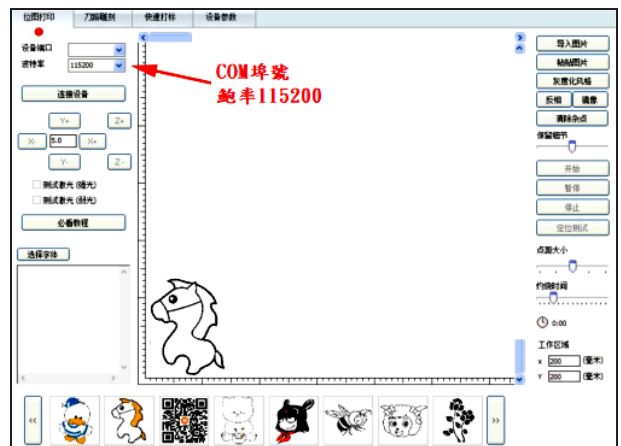 位图打印 刀路雕刻 快速打标 设备参数
设备端口
波特率 115200
COM埠號
鮑率115200
连接设备
Y+ Z+
X- 5.0 X+
Y- Z-
测试激光 (强光)
测试激光 (弱光)
必看教程
选择字体
导入图片
粘贴图片
灰度化风格
反相 镜像
清除杂点
保留细节
开始
暂停
停止
定位测试
点距大小
灼烧时间
0:00
工作区域
x 200 (毫米)
Y 200 (毫米)
<< >>